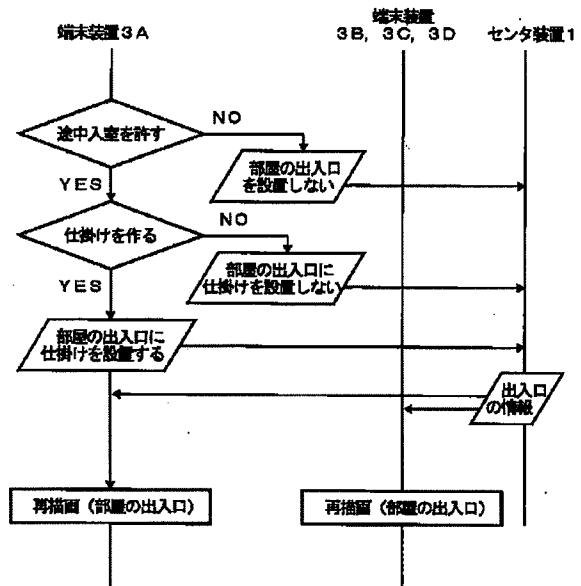 端末装置3A
端末装置
3B, 3C, 3D
センタ装置1
途中入室を許す
NO
部屋の出入口
を設置しない
YES
仕掛けを作る
NO
部屋の出入口に
仕掛けを設置しない
YES
部屋の出入口に
仕掛けを設置する
出入口
の情報
再描画(部屋の出入口)
再描画(部屋の出入口)